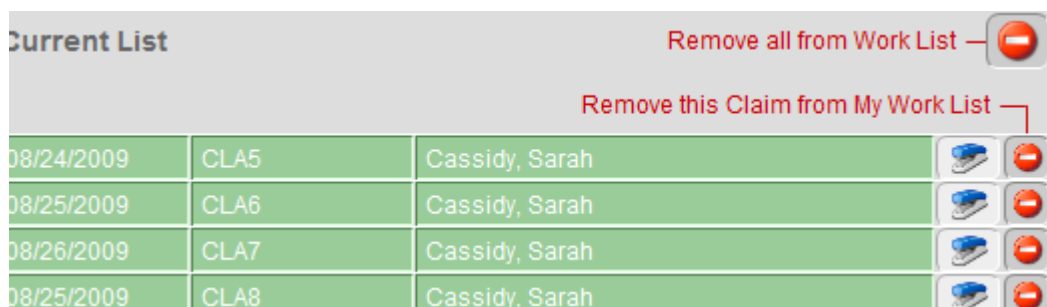 Current List
Remove all from Work List
Remove this Claim from My Work List
08/24/2009 CLA5 Cassidy, Sarah
08/25/2009 CLA6 Cassidy, Sarah
08/26/2009 CLA7 Cassidy, Sarah
08/25/2009 CLA8 Cassidy, Sarah